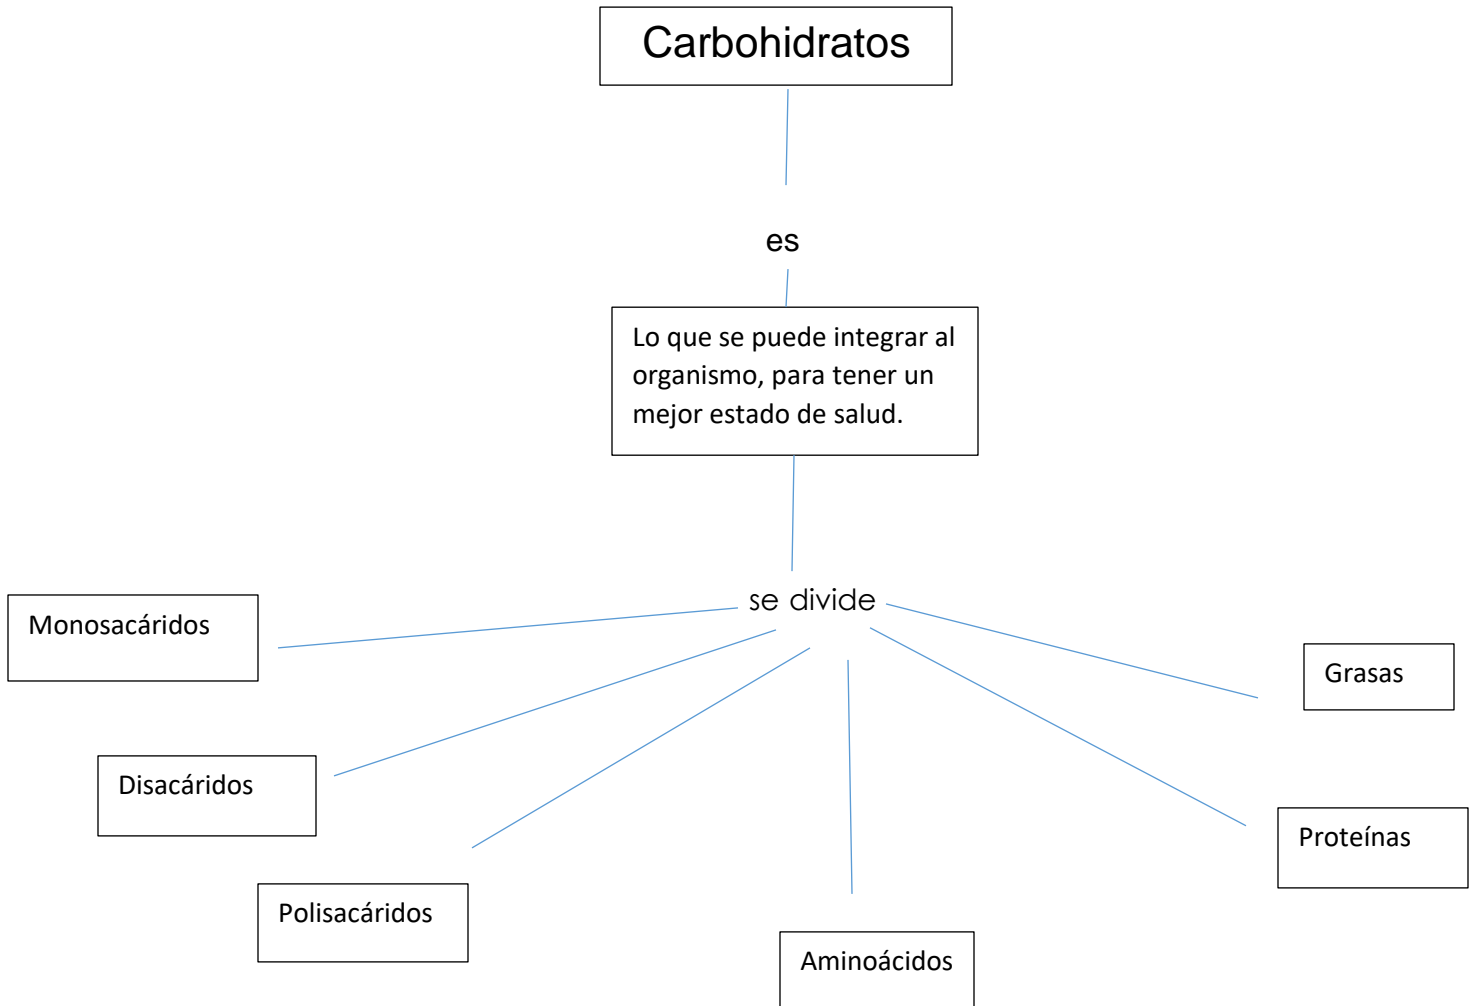 Carbohidratos
es
Lo que se puede integrar al
organismo, para tener un
mejor estado de salud.
se divide
Monosacáridos
Grasas
Disacáridos
Proteínas
Polisacáridos
Aminoácidos